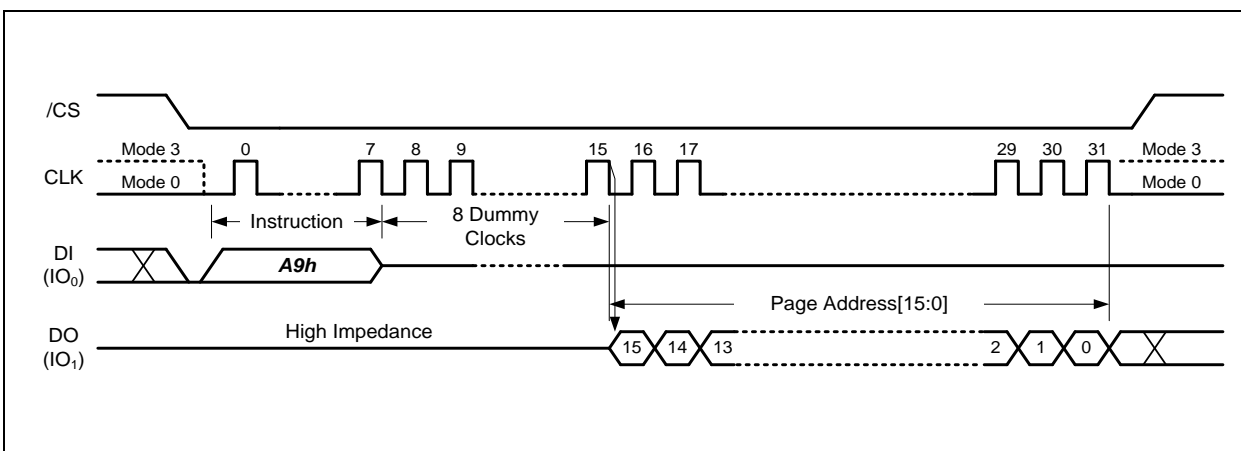 /CS
Mode 3 0 7 8 9 15 16 17 29 30 31 Mode 3
CLK
Mode 0 Mode 0
Instruction 8 Dummy
Clocks
DI
(IO₀)
A9h
Page Address[15:0]
High Impedance
DO
(IO₁)
15 14 13 2 1 0